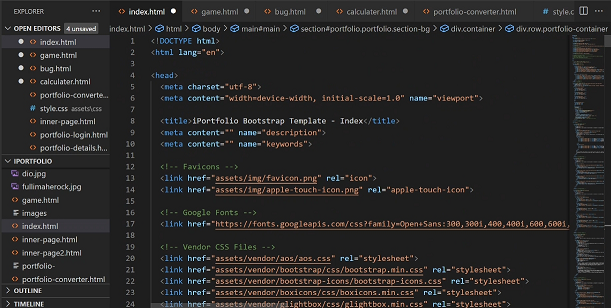 EXPLORER ...
index.html game.html bug.html calculater.html portfolio-converter.html style.c
OPEN EDITORS 4 unsaved
index.html
game.html
bug.html
calculater.html
portfolio-converte...
style.css assets\css
inner-page.html
portfolio-login.html
portfolio-details.h...
IPORTFOLIO
dio.jpg
fullimaherock.jpg
game.html
images
index.html
inner-page.html
inner-page2.html
portfolio-
portfolio-converter.html
OUTLINE
TIMELINE
index.html > html > body > main#main > section#portfolio.portfolio.section-bg > div.container > div.row.portfolio-container
1 <!DOCTYPE html>
2 <html lang="en">
3
4 <head>
5 <meta charset="utf-8">
6 <meta content="width=device-width, initial-scale=1.0" name="viewport">
7
8 <title>iPortfolio Bootstrap Template - Index</title>
9 <meta content="" name="description">
10 <meta content="" name="keywords">
11
12 <!-- Favicons -->
13 <link href="assets/img/favicon.png" rel="icon">
14 <link href="assets/img/apple-touch-icon.png" rel="apple-touch-icon">
15
16 <!-- Google Fonts -->
17 <link href="https://fonts.googleapis.com/css?family=Open+Sans:300,300i,400,400i,600,600i,
18
19 <!-- Vendor CSS Files -->
20 <link href="assets/vendor/aos/aos.css" rel="stylesheet">
21 <link href="assets/vendor/bootstrap/css/bootstrap.min.css" rel="stylesheet">
22 <link href="assets/vendor/bootstrap-icons/bootstrap-icons.css" rel="stylesheet">
23 <link href="assets/vendor/boxicons/css/boxicons.min.css" rel="stylesheet">
24 <link href="assets/vendor/glightbox/css/glightbox.min.css" rel="stylesheet">